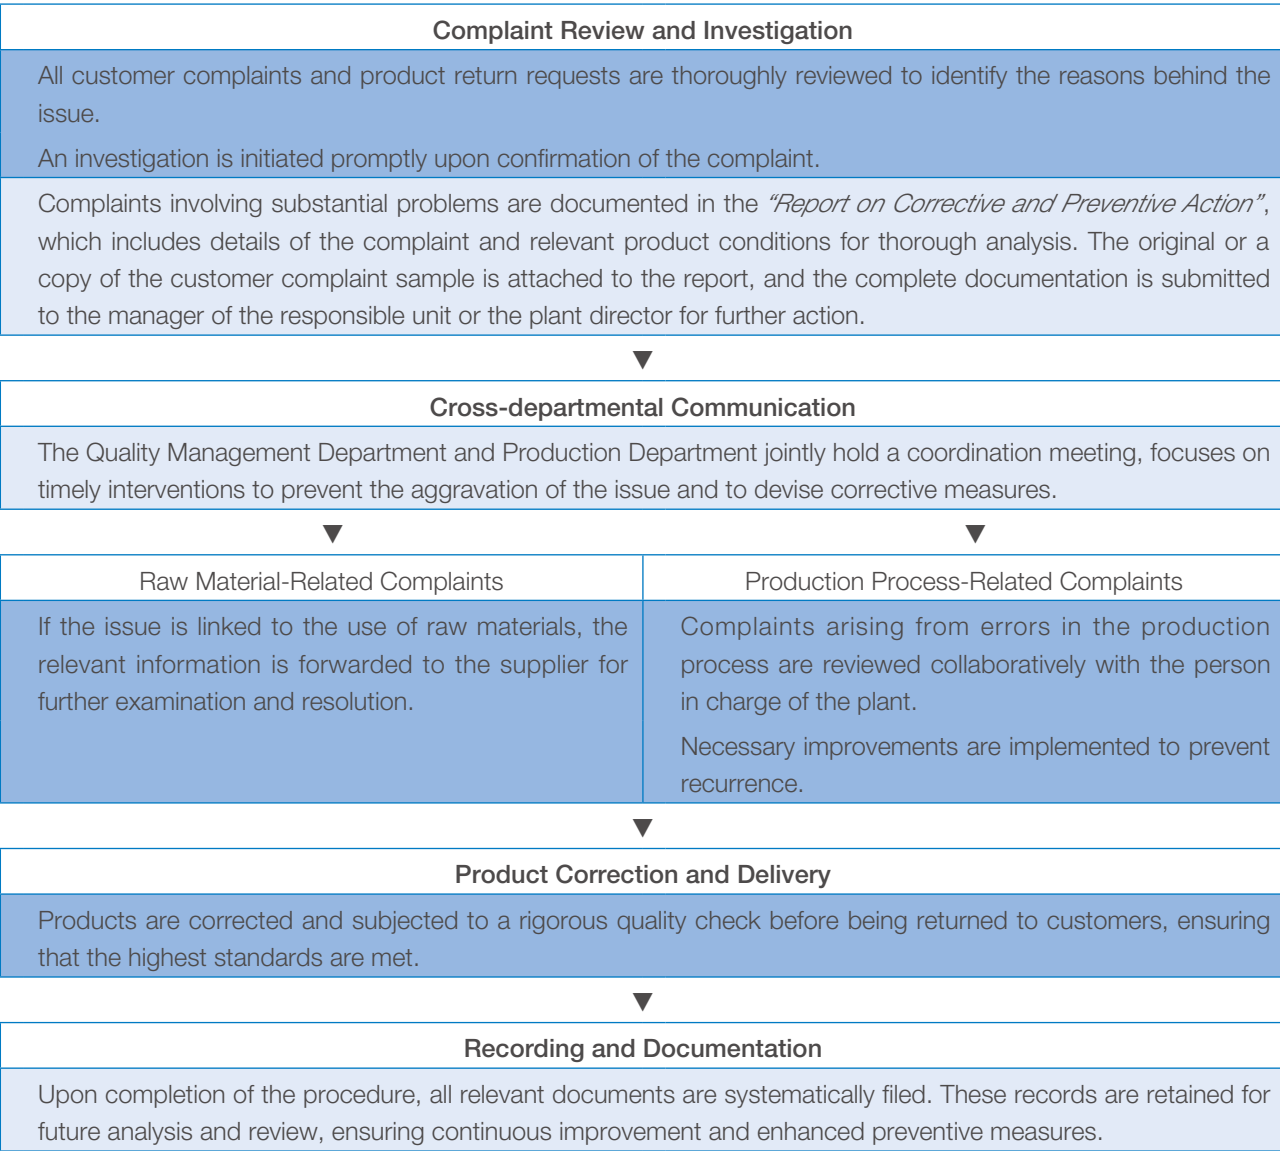 Complaint Review and Investigation
All customer complaints and product return requests are thoroughly reviewed to identify the reasons behind the
issue.
An investigation is initiated promptly upon confirmation of the complaint.
Complaints involving substantial problems are documented in the “Report on Corrective and Preventive Action”,
which includes details of the complaint and relevant product conditions for thorough analysis. The original or a
copy of the customer complaint sample is attached to the report, and the complete documentation is submitted
to the manager of the responsible unit or the plant director for further action.
▼
Cross-departmental Communication
The Quality Management Department and Production Department jointly hold a coordination meeting, focuses on
timely interventions to prevent the aggravation of the issue and to devise corrective measures.
▼ ▼
Raw Material-Related Complaints
If the issue is linked to the use of raw materials, the
relevant information is forwarded to the supplier for
further examination and resolution.
Production Process-Related Complaints
Complaints arising from errors in the production
process are reviewed collaboratively with the person
in charge of the plant.
Necessary improvements are implemented to prevent
recurrence.
▼
Product Correction and Delivery
Products are corrected and subjected to a rigorous quality check before being returned to customers, ensuring
that the highest standards are met.
▼
Recording and Documentation
Upon completion of the procedure, all relevant documents are systematically filed. These records are retained for
future analysis and review, ensuring continuous improvement and enhanced preventive measures.